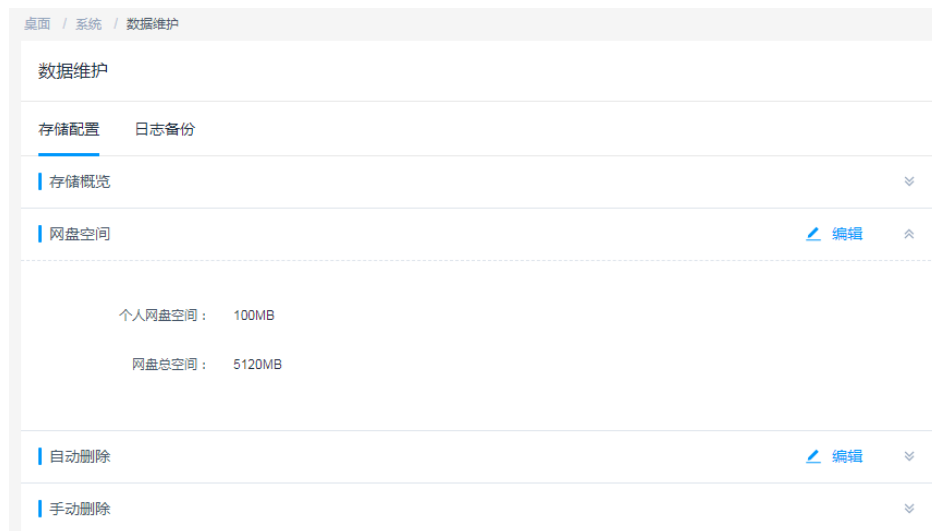 桌面 / 系统 / 数据维护
数据维护
存储配置 日志备份
存储概览
网盘空间 编辑
个人网盘空间： 100MB
网盘总空间： 5120MB
自动删除 编辑
手动删除